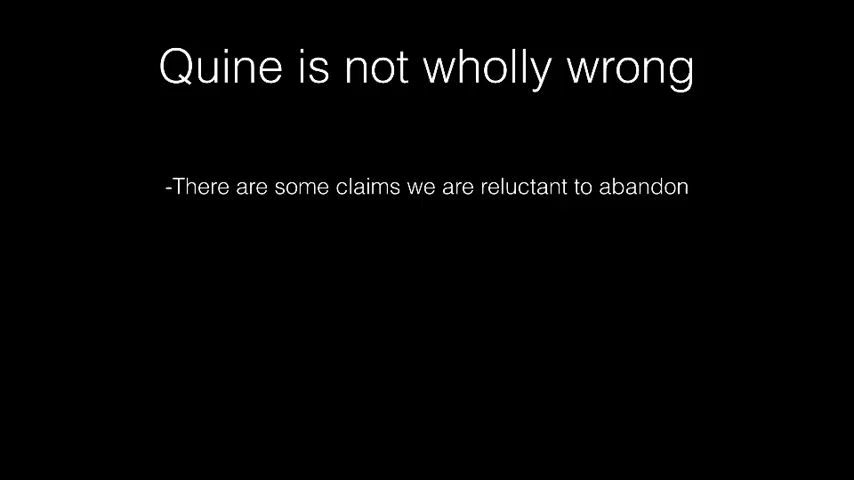 Quine is not wholly wrong
-There are some claims we are reluctant to abandon